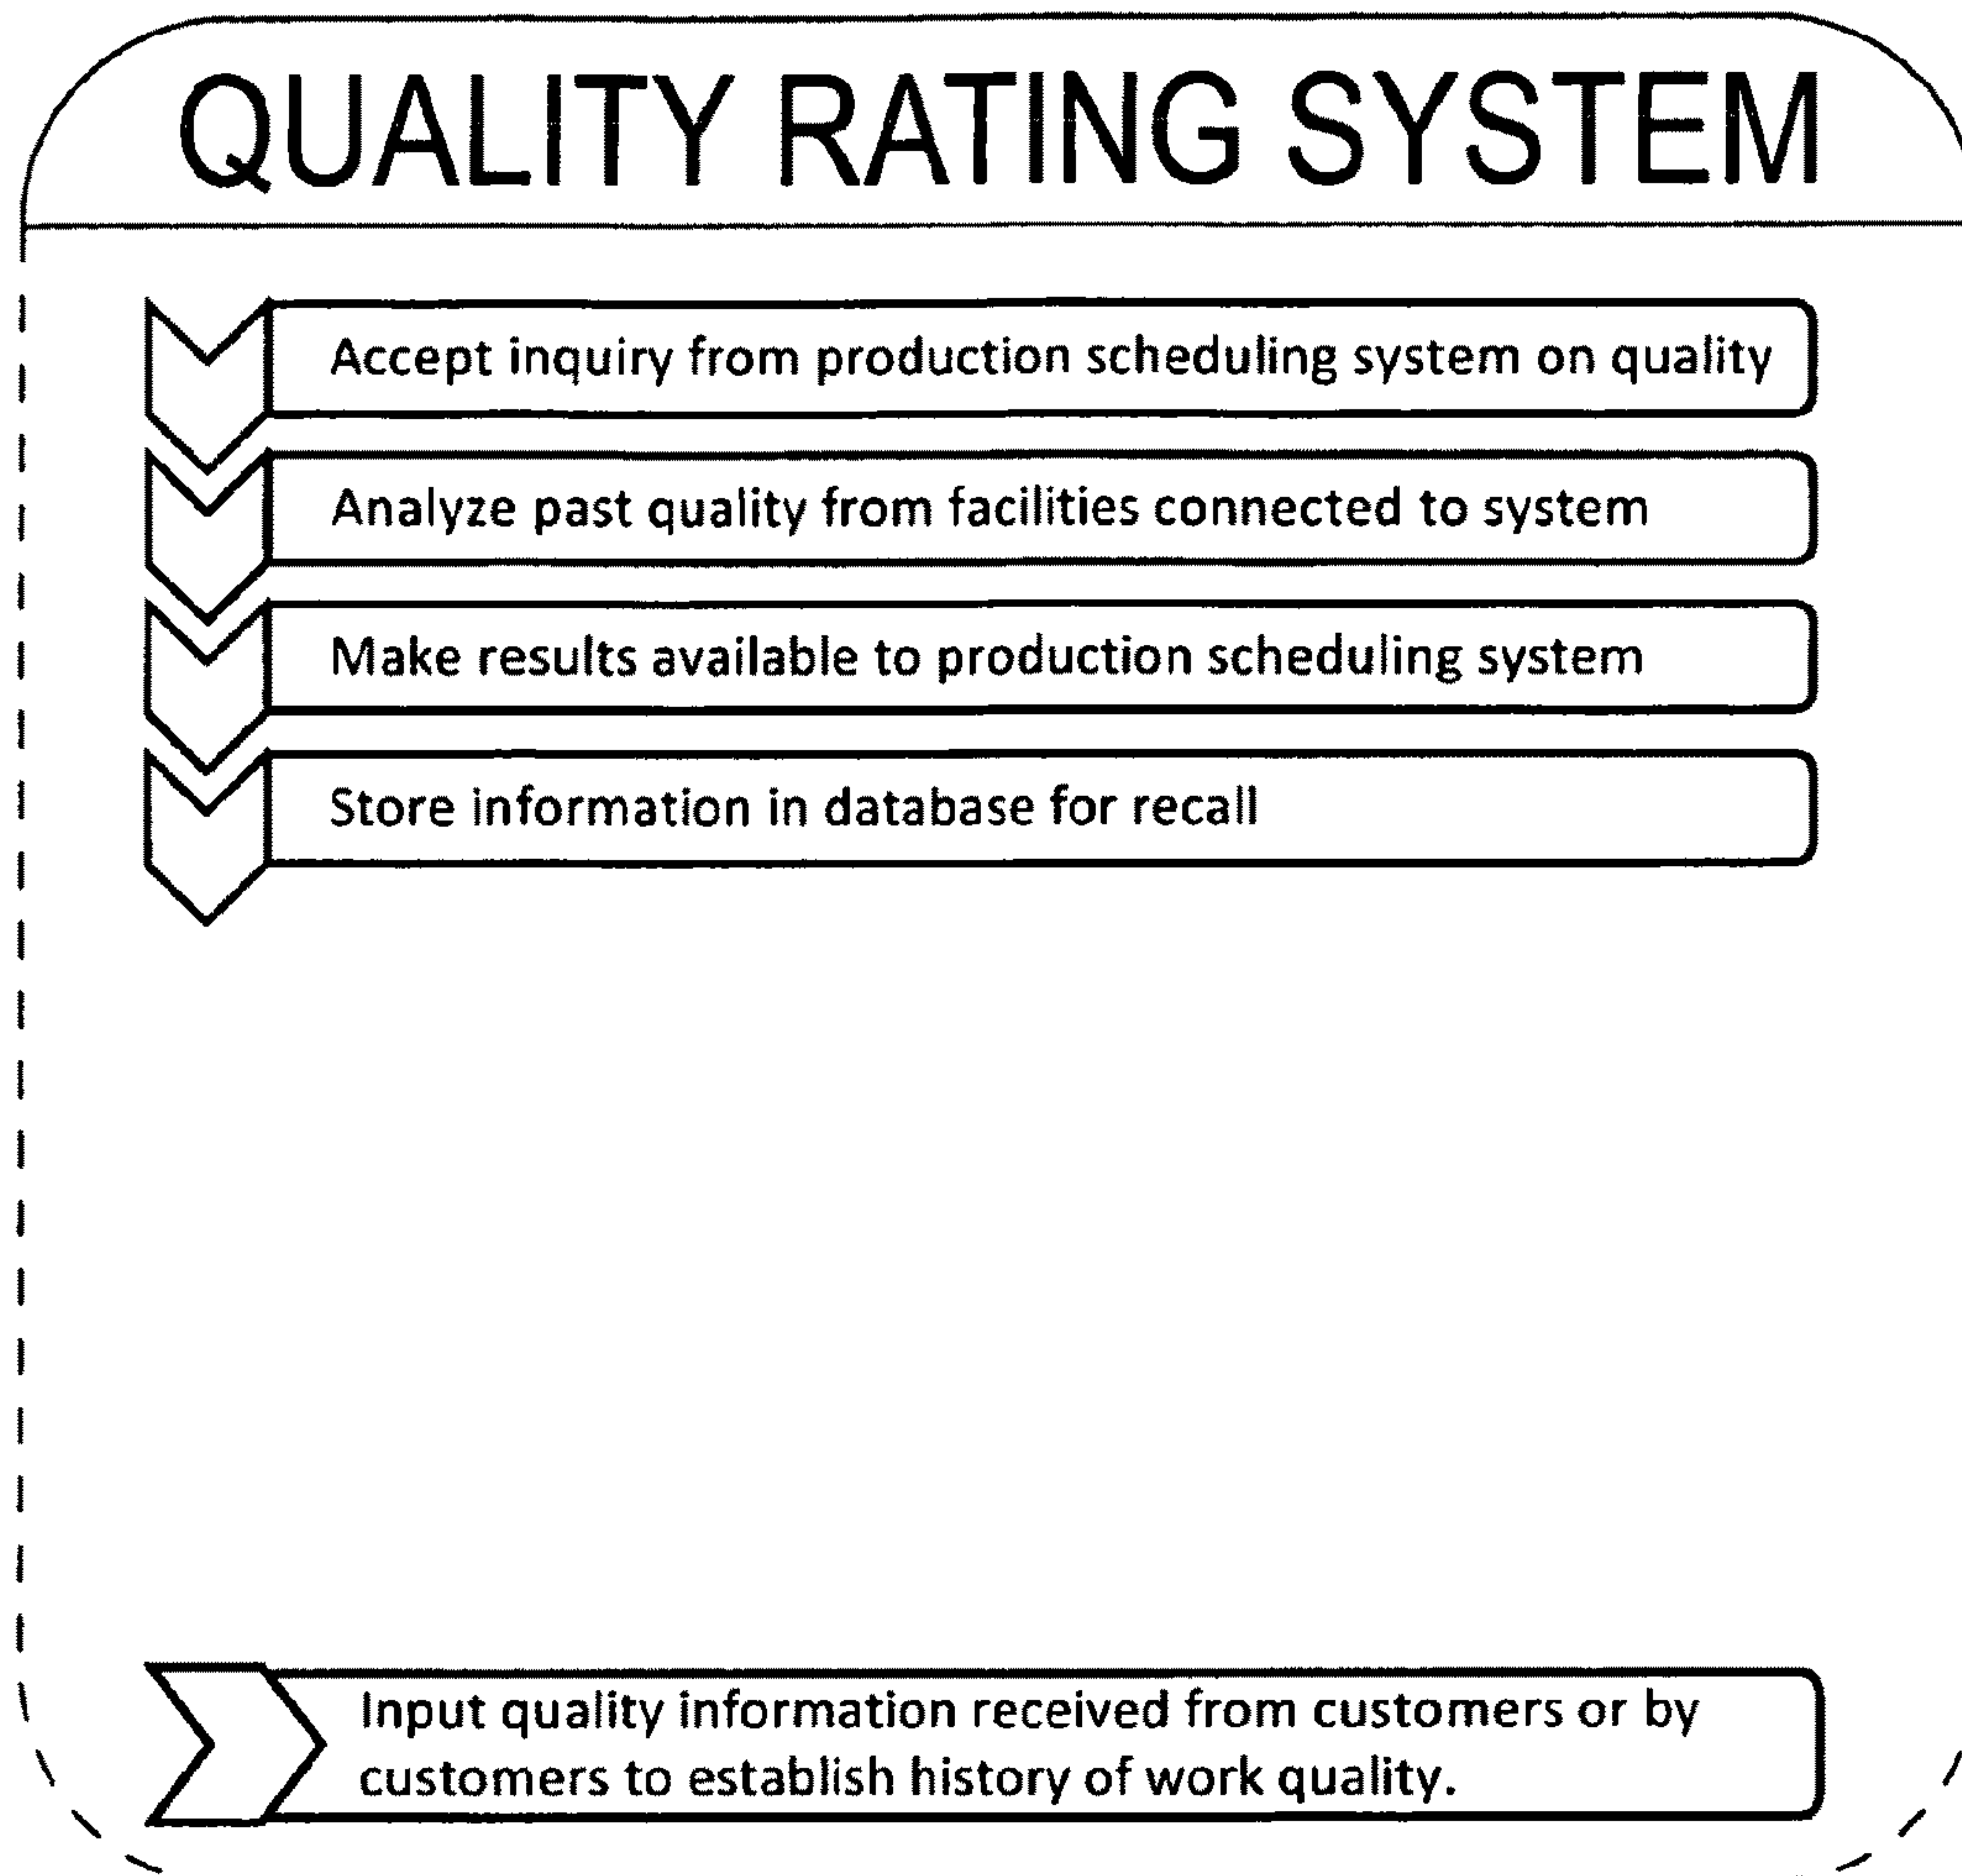 QUALITY RATING SYSTEM
Accept inquiry from production scheduling system on quality
Analyze past quality from facilities connected to system
Make results available to production scheduling system
Store information in database for recall
Input quality information received from customers or by
customers to establish history of work quality.